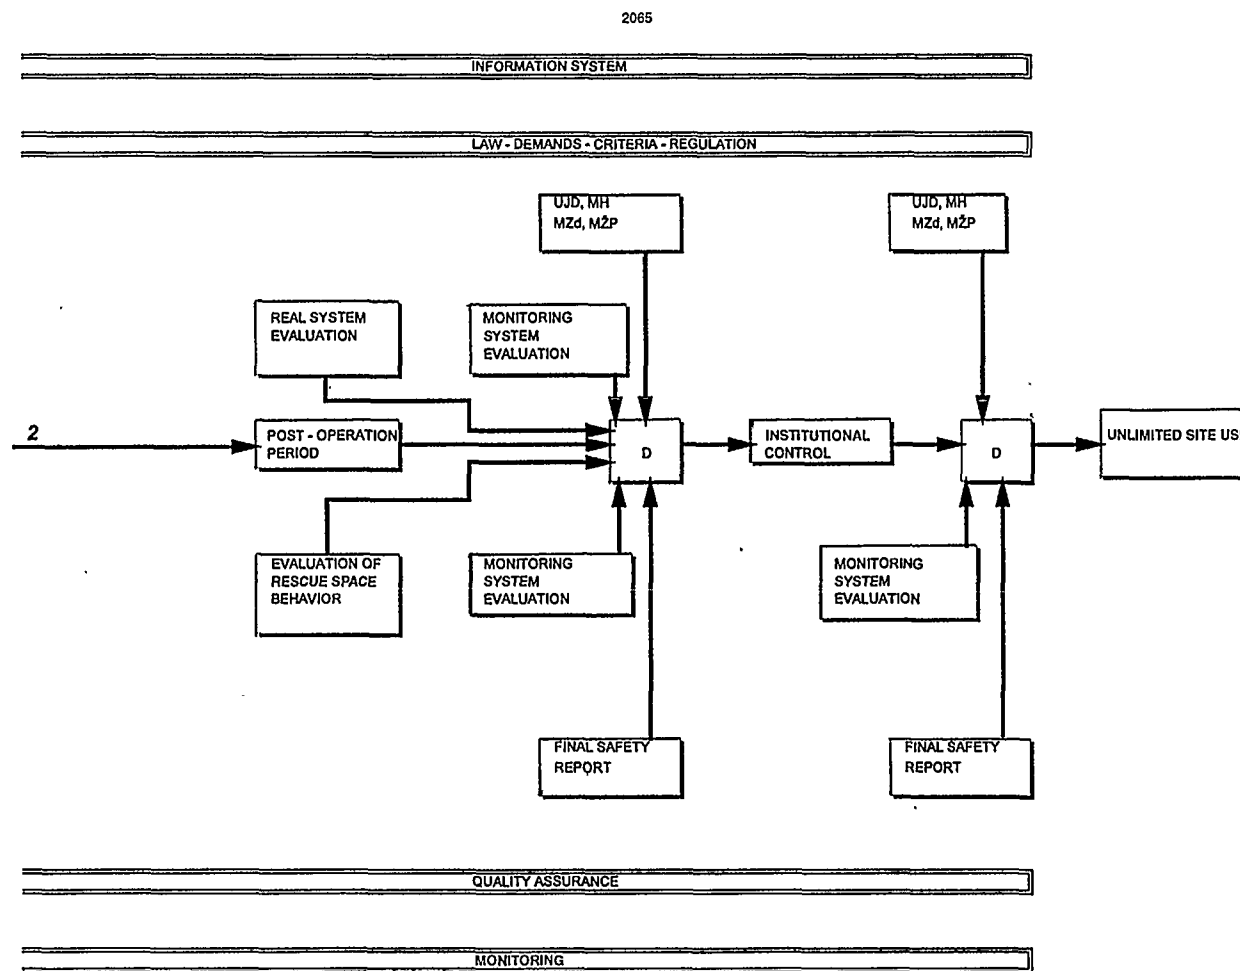 2065
INFORMATION SYSTEM
LAW - DEMANDS - CRITERIA - REGULATION
UJD, MH
MZd, MŽP
UJD, MH
MZd, MŽP
REAL SYSTEM
EVALUATION
MONITORING
SYSTEM
EVALUATION
2
POST - OPERATION
PERIOD
D
INSTITUTIONAL
CONTROL
D
UNLIMITED SITE US
EVALUATION OF
RESCUE SPACE
BEHAVIOR
MONITORING
SYSTEM
EVALUATION
MONITORING
SYSTEM
EVALUATION
FINAL SAFETY
REPORT
FINAL SAFETY
REPORT
QUALITY ASSURANCE
MONITORING